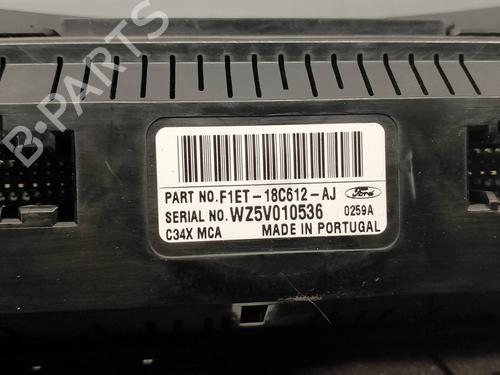 B-PARTS
PART NO. F1ET-18C612-AJ Ford
SERIAL NO. WZ5V010536 0259A
C34X MCA MADE IN PORTUGAL